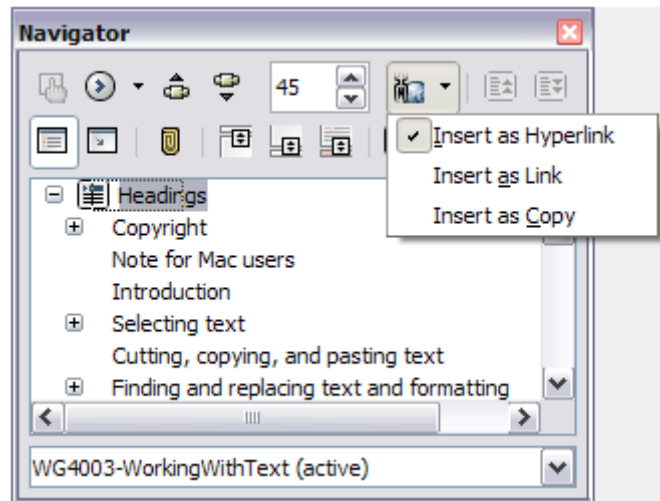 Navigator
45
Insert as Hyperlink
Insert as Link
Insert as Copy
Headings
Copyright
Note for Mac users
Introduction
Selecting text
Cutting, copying, and pasting text
Finding and replacing text and formatting
WG4003-WorkingWithText (active)